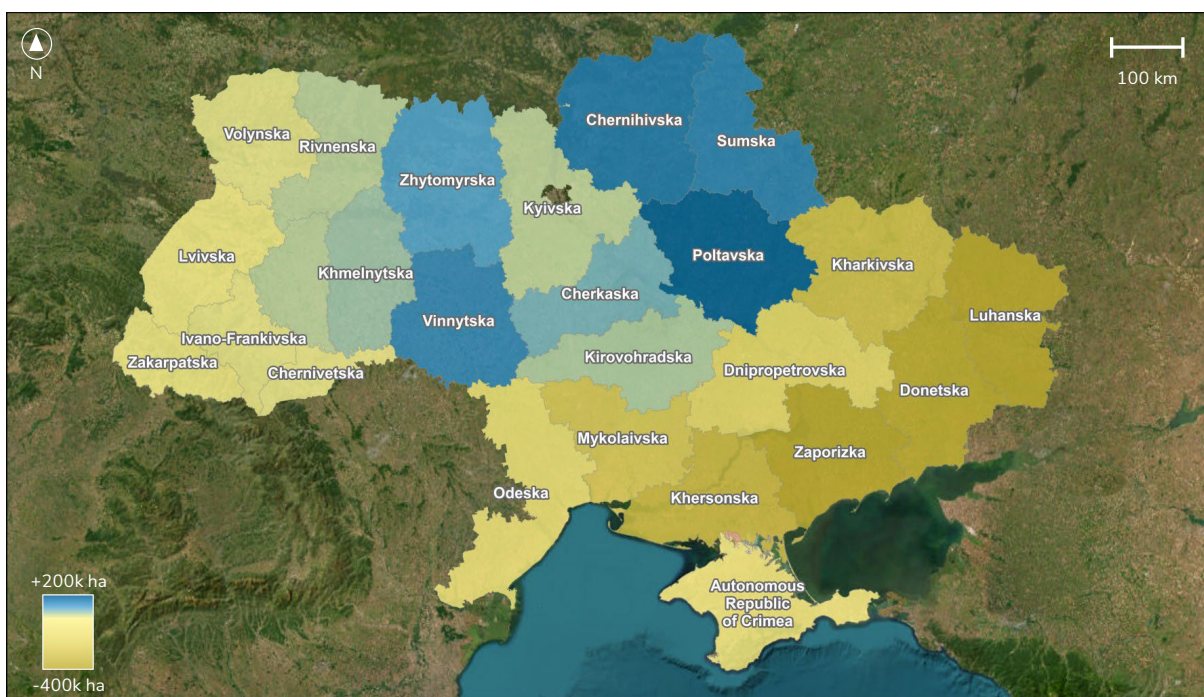 N
100 km
Chernihivska
Volynska
Sumska
Rivnenska
Zhytomyrska
Kyivska
Lvivska
Poltavska
Kharkivska
Khmelnytska
Cherkaska
Luhanska
Vinnytska
Ivano-Frankivska
Kirovohradska
Zakarpatska
Chernivetska
Dnipropetrovska
Donetska
Mykolaivska
Zaporizka
Odeska
Khersonska
Autonomous
Republic
of Crimea
+200k ha
-400k ha